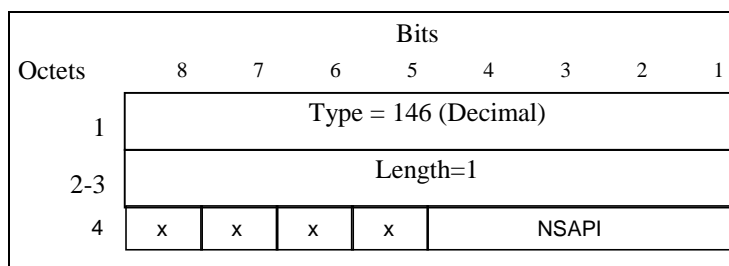 Bits
Octets 8 7 6 5 4 3 2 1
1 Type = 146 (Decimal)
2-3 Length=1
4 x x x x NSAPI